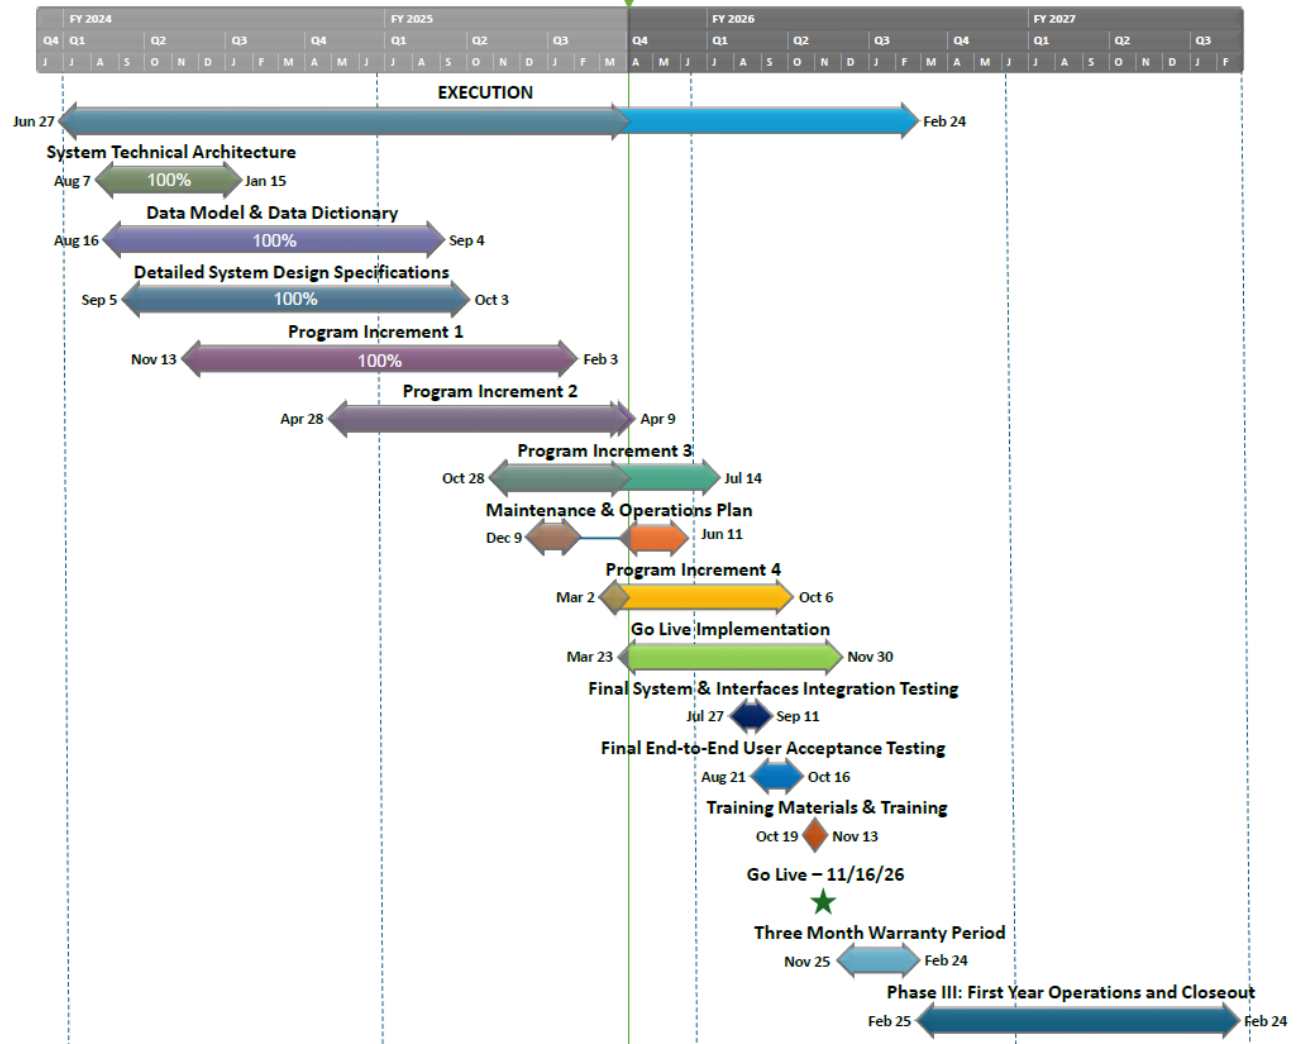 FY 2024 FY 2025 FY 2026 FY 2027
Q4 Q1 Q2 Q3 Q4 Q1 Q2 Q3 Q4 Q1 Q2 Q3 Q4 Q1 Q2 Q3
J J A S O N D J F M A M J J A S O N D J F M A M J J A S O N D J F M A M J J A S O N D J F
EXECUTION
Jun 27 Feb 24
System Technical Architecture
Aug 7 100% Jan 15
Data Model & Data Dictionary
Aug 16 100% Sep 4
Detailed System Design Specifications
Sep 5 100% Oct 3
Program Increment 1
Nov 13 100% Feb 3
Program Increment 2
Apr 28 Apr 9
Program Increment 3
Oct 28 Jul 14
Maintenance & Operations Plan
Dec 9 Jun 11
Program Increment 4
Mar 2 Oct 6
Go Live Implementation
Mar 23 Nov 30
Final System & Interfaces Integration Testing
Jul 27 Sep 11
Final End-to-End User Acceptance Testing
Aug 21 Oct 16
Training Materials & Training
Oct 19 Nov 13
Go Live – 11/16/26
Three Month Warranty Period
Nov 25 Feb 24
Phase III: First Year Operations and Closeout
Feb 25 Feb 24